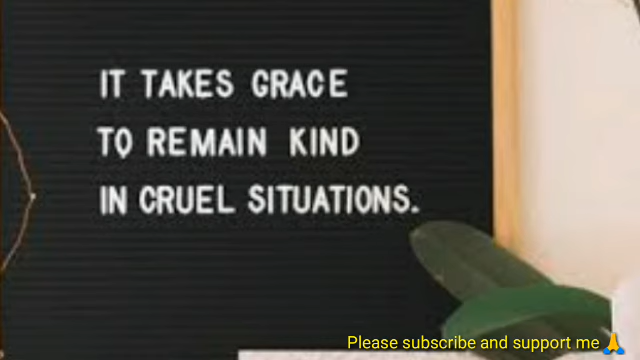 IT TAKES GRACE
TO REMAIN KIND
IN CRUEL SITUATIONS.
Please subscribe and support me 🙏